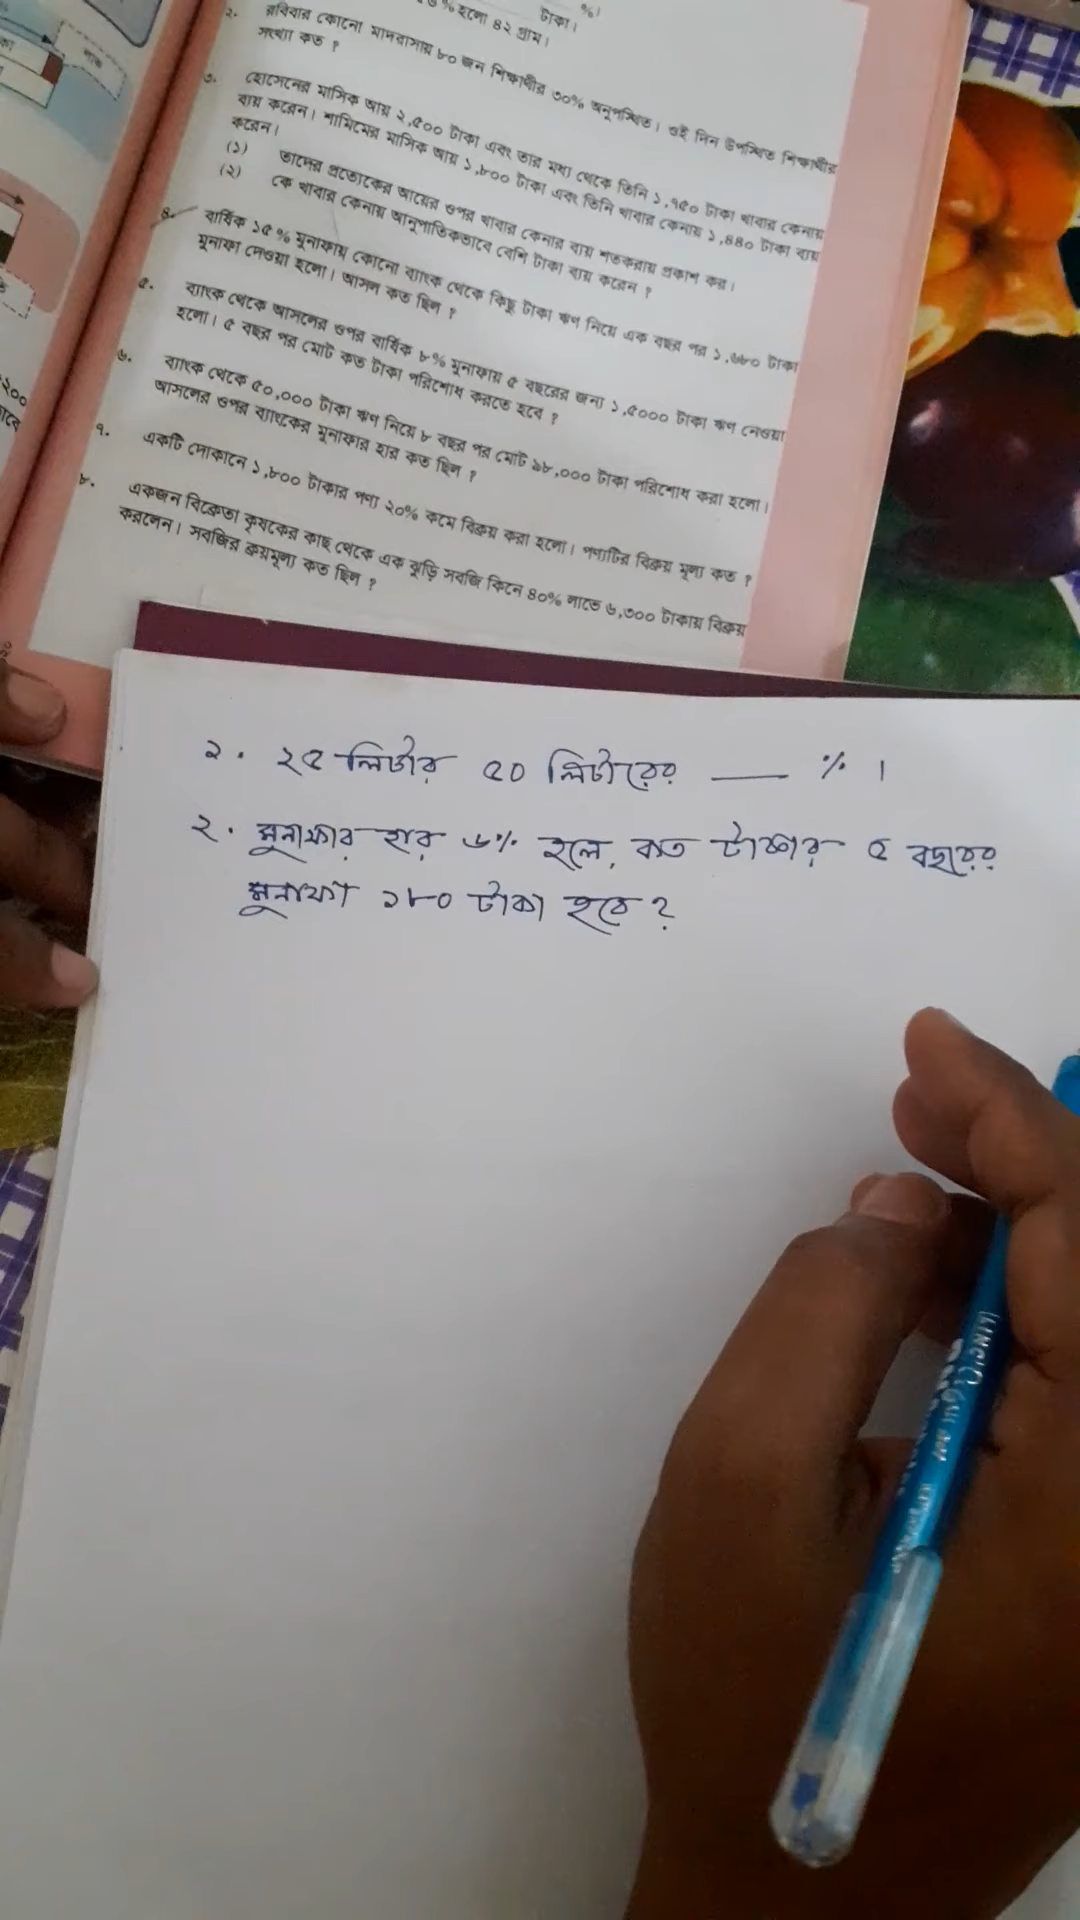 % হলো ৪২ গ্রাম।
টাকা।
%।
২. রবিবার কোনো মাদরাসায় ৮০ জন শিক্ষার্থীর ৩০% অনুপস্থিত। ওই দিন উপস্থিত শিক্ষার্থীর
সংখ্যা কত ?
৩. হোসেনের মাসিক আয় ২,৫০০ টাকা এবং তার মধ্য থেকে তিনি ১,৭৫০ টাকা খাবার কেনায়
ব্যয় করেন। শামিমের মাসিক আয় ১,৮০০ টাকা এবং তিনি খাবার কেনায় ১,৪৪০ টাকা ব্যয়
করেন।
(১) তাদের প্রত্যেকের আয়ের ওপর খাবার কেনার ব্যয় শতকরায় প্রকাশ কর।
(২) কে খাবার কেনায় আনুপাতিকভাবে বেশি টাকা ব্যয় করেন ?
৪. বার্ষিক ১৫% মুনাফায় কোনো ব্যাংক থেকে কিছু টাকা ঋণ নিয়ে এক বছর পর ১,৬৮০ টাকা
মুনাফা দেওয়া হলো। আসল কত ছিল ?
৫. ব্যাংক থেকে আসলের ওপর বার্ষিক ৮% মুনাফায় ৫ বছরের জন্য ১,৫০০০ টাকা ঋণ নেওয়া
হলো। ৫ বছর পর মোট কত টাকা পরিশোধ করতে হবে ?
৬. ব্যাংক থেকে ৫০,০০০ টাকা ঋণ নিয়ে ৮ বছর পর মোট ৯৮,০০০ টাকা পরিশোধ করা হলো।
আসলের ওপর ব্যাংকের মুনাফার হার কত ছিল ?
৭. একটি দোকানে ১,৮০০ টাকার পণ্য ২০% কমে বিক্রয় করা হলো। পণ্যটির বিক্রয় মূল্য কত ?
৮. একজন বিক্রেতা কৃষকের কাছ থেকে এক ঝুড়ি সবজি কিনে ৪০% লাভে ৬,৩০০ টাকায় বিক্রয়
করলেন। সবজির ক্রয়মূল্য কত ছিল ?
১. ২৫ লিটার ৫০ লিটারের —— % ।
২. মুনাফার হার ৬% হলে, কত টাকার ৫ বছরের
মুনাফা ১৮০ টাকা হবে?
LINC